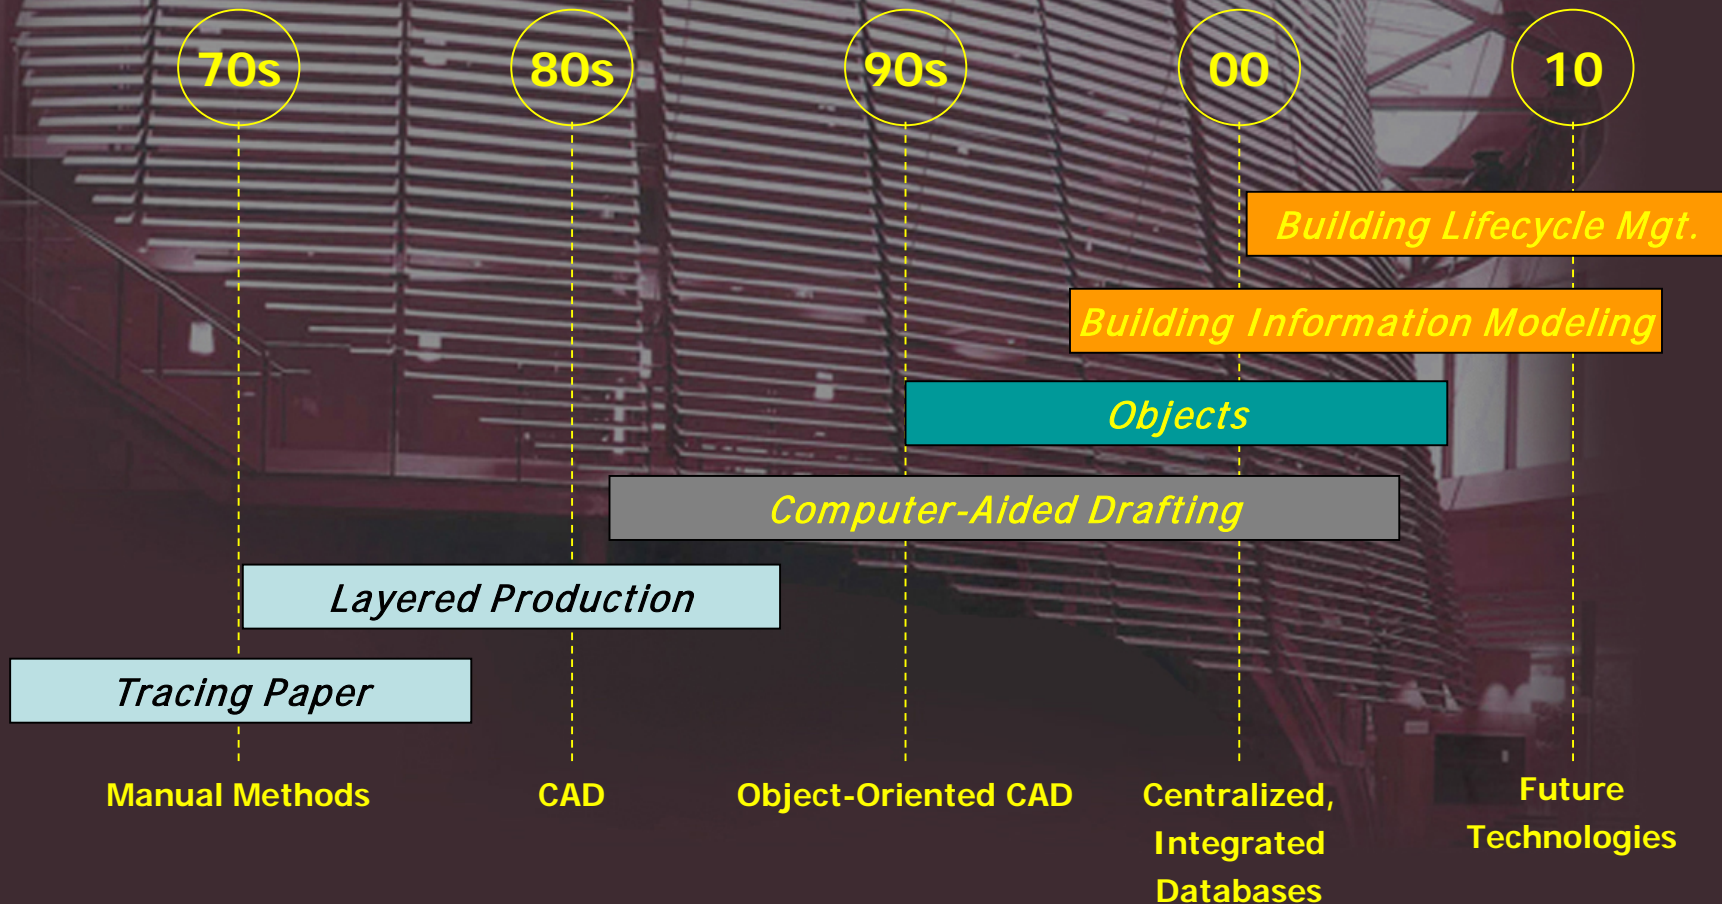 70s
80s
90s
00
10
Building Lifecycle Mgt.
Building Information Modeling
Objects
Computer-Aided Drafting
Layered Production
Tracing Paper
Manual Methods
CAD
Object-Oriented CAD
Centralized,
Integrated
Databases
Future
Technologies